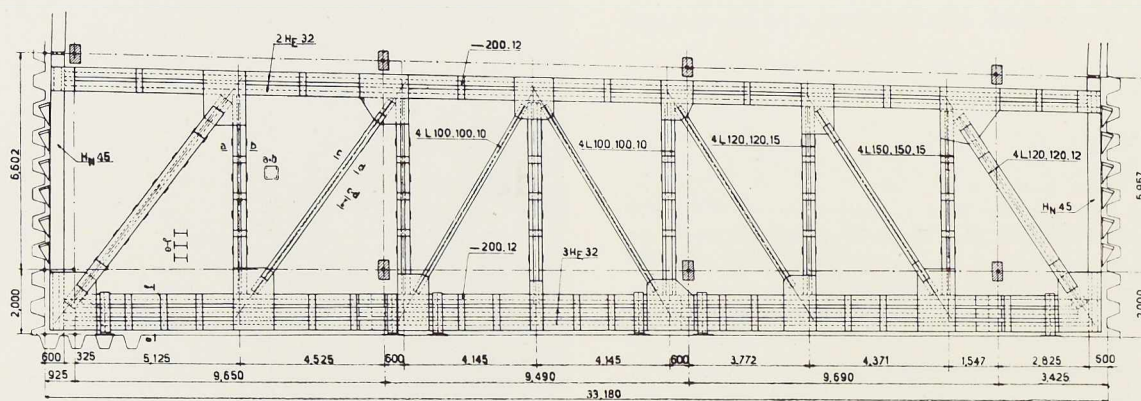 2 HE 32
200.12
6,602
HN 45
a
b
a-b
4 L 100.100.10
4 L 100.100.10
4 L 120.120.15
4 L 150.150.15
4 L 120.120.12
HN 45
200.12
3 HE 32
2,000
2,000
600
325
5,125
4,525
600
4,145
4,145
600
3,772
4,371
1,547
2,825
600
925
9,650
9,490
9,690
3,425
33,180